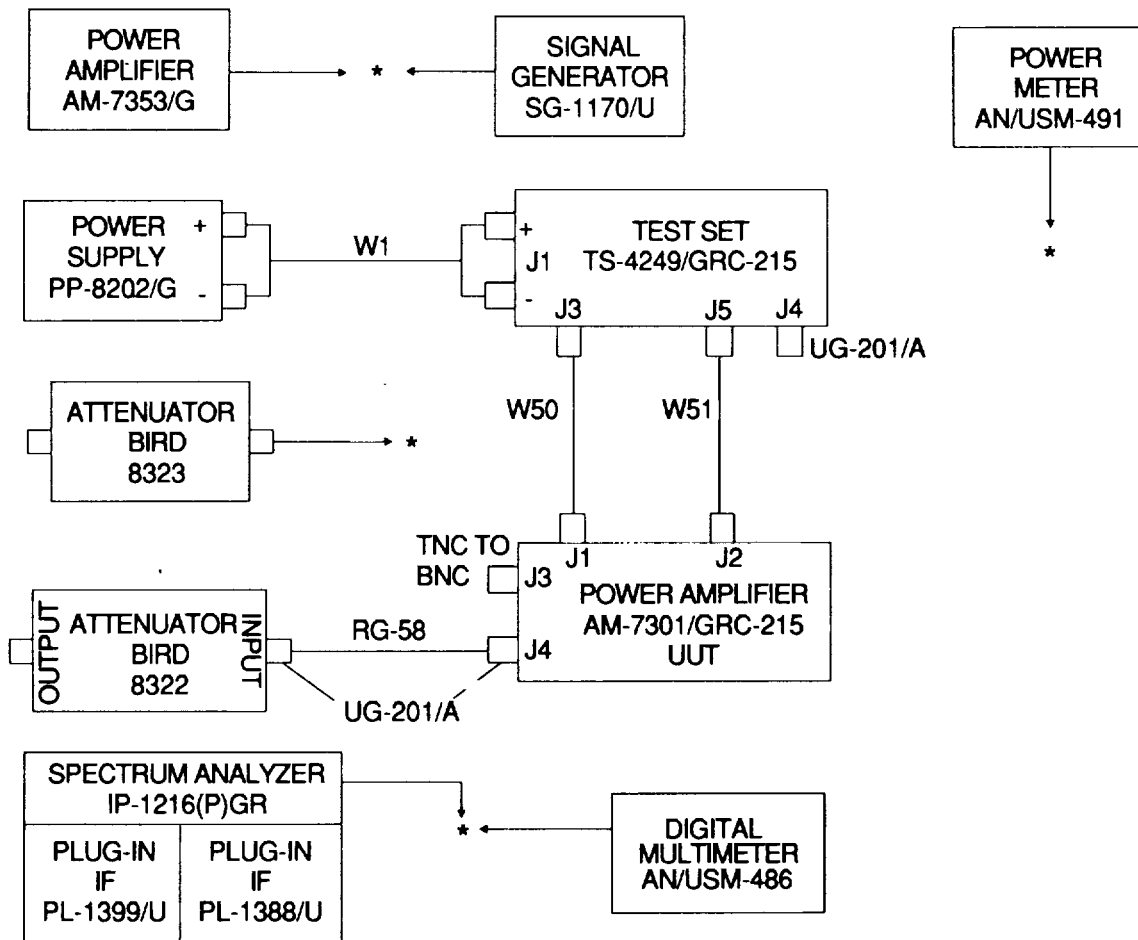 POWER
AMPLIFIER
AM-7353/G
*
SIGNAL
GENERATOR
SG-1170/U
POWER
METER
AN/USM-491
*
POWER
SUPPLY
PP-8202/G
+
-
W1
+
J1
-
TEST SET
TS-4249/GRC-215
J3
J5
J4
UG-201/A
W50
W51
ATTENUATOR
BIRD
8323
*
TNC TO
BNC
J1
J2
J3
J4
POWER AMPLIFIER
AM-7301/GRC-215
UUT
OUTPUT
ATTENUATOR
BIRD
8322
INPUT
RG-58
UG-201/A
SPECTRUM ANALYZER
IP-1216(P)GR
PLUG-IN
IF
PL-1399/U
PLUG-IN
IF
PL-1388/U
*
DIGITAL
MULTIMETER
AN/USM-486